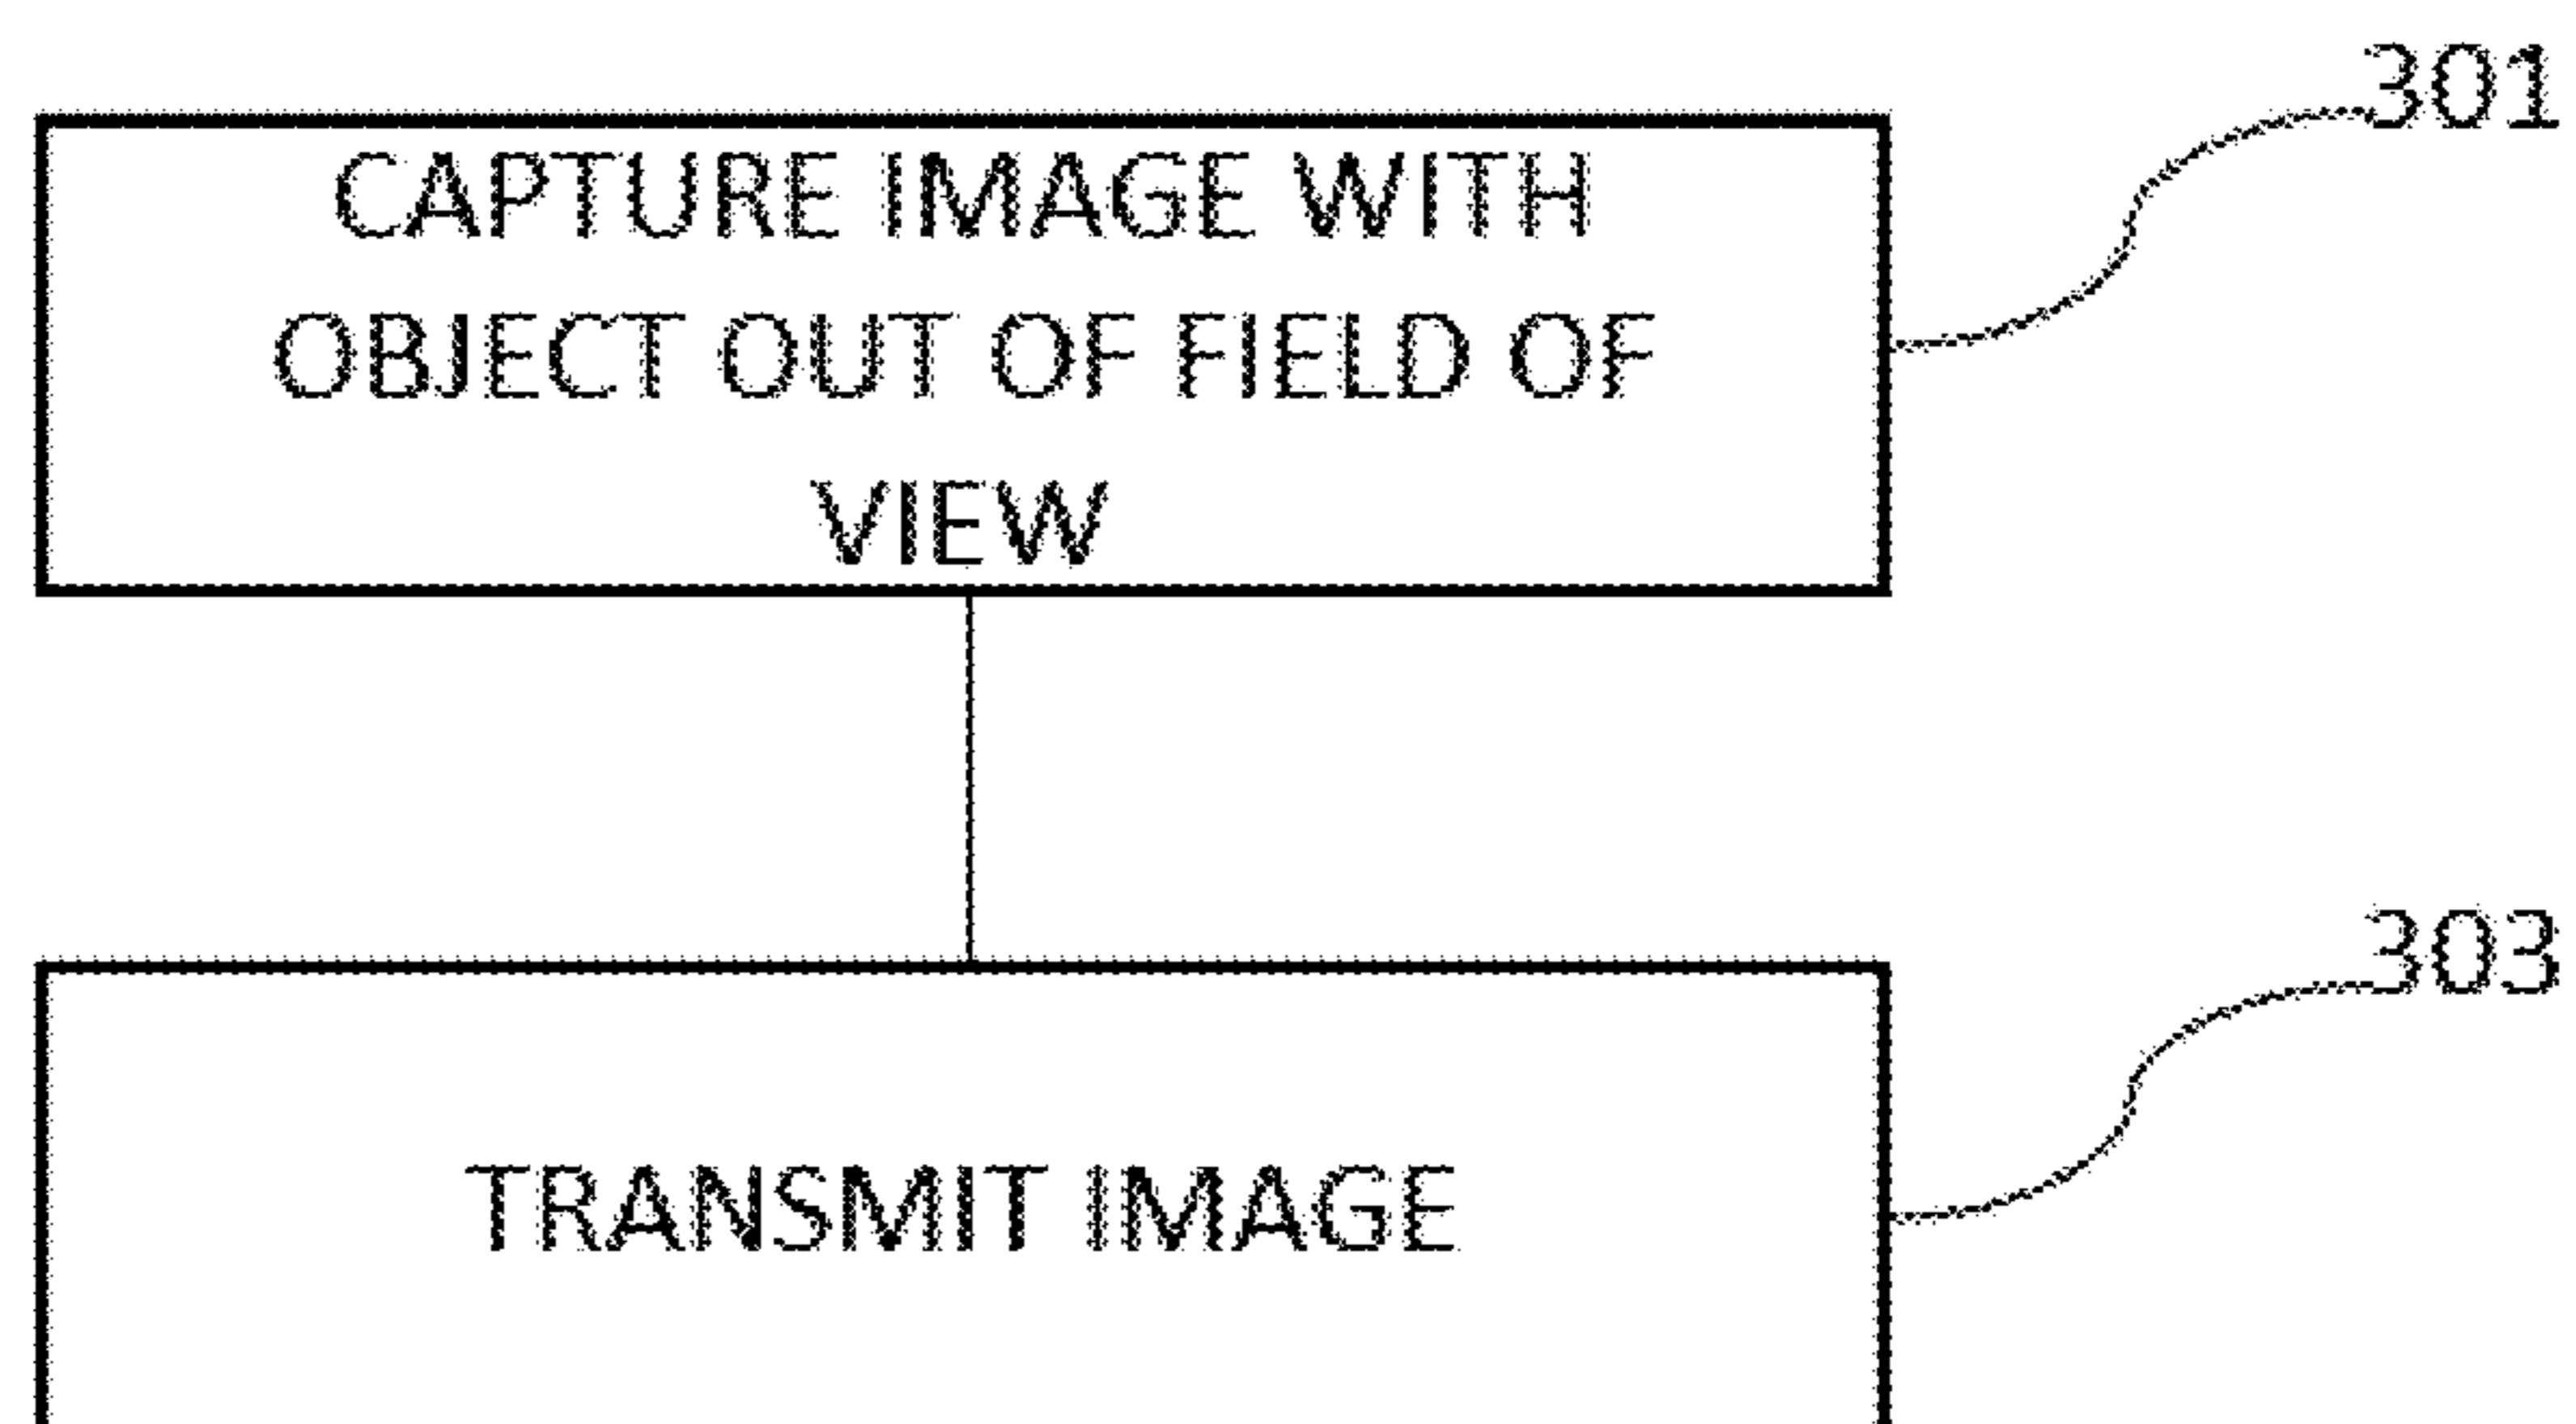 301
CAPTURE IMAGE WITH
OBJECT OUT OF FIELD OF
VIEW
303
TRANSMIT IMAGE